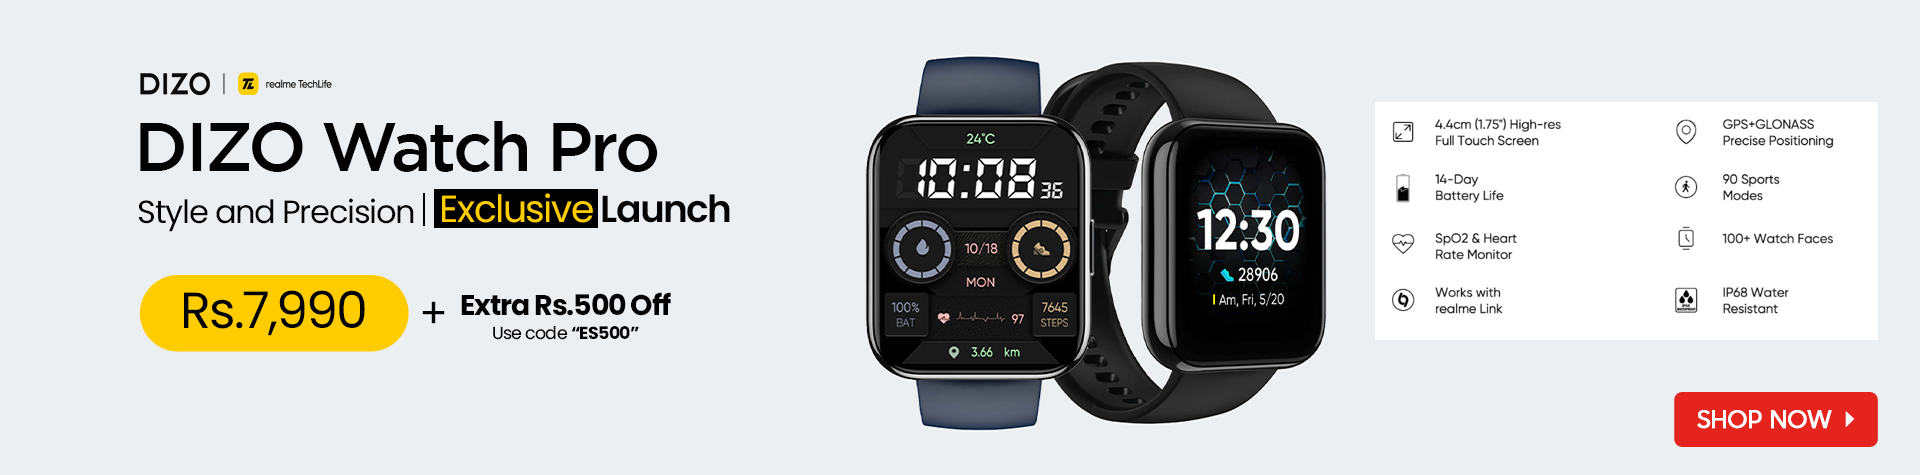 DIZO | TL realme TechLife
DIZO Watch Pro
Style and Precision | Exclusive Launch
Rs.7,990 + Extra Rs.500 Off
Use code “ES500”
24°C
10:08 36
10/18
MON
100%
BAT
97
7645
STEPS
3.66 km
12:30
28906
Am, Fri, 5/20
4.4cm (1.75") High-res
Full Touch Screen
14-Day
Battery Life
SpO2 & Heart
Rate Monitor
Works with
realme Link
GPS+GLONASS
Precise Positioning
90 Sports
Modes
100+ Watch Faces
IP68 Water
Resistant
SHOP NOW